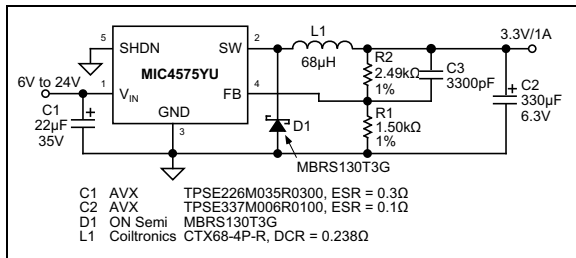 5
SHDN
SW
2
L1
68µH
3.3V/1A
MIC4575YU
6V to 24V
1
VIN
FB
4
GND
3
C1
22µF
35V
+
D1
MBRS130T3G
R2
2.49kΩ
1%
R1
1.50kΩ
1%
C3
3300pF
+
C2
330µF
6.3V
C1 AVX TPSE226M035R0300, ESR = 0.3Ω
C2 AVX TPSE337M006R0100, ESR = 0.1Ω
D1 ON Semi MBRS130T3G
L1 Coiltronics CTX68-4P-R, DCR = 0.238Ω